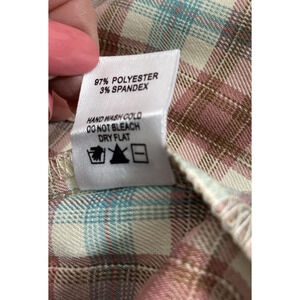 97% POLYESTER
3% SPANDEX
HAND WASH COLD
DO NOT BLEACH
DRY FLAT